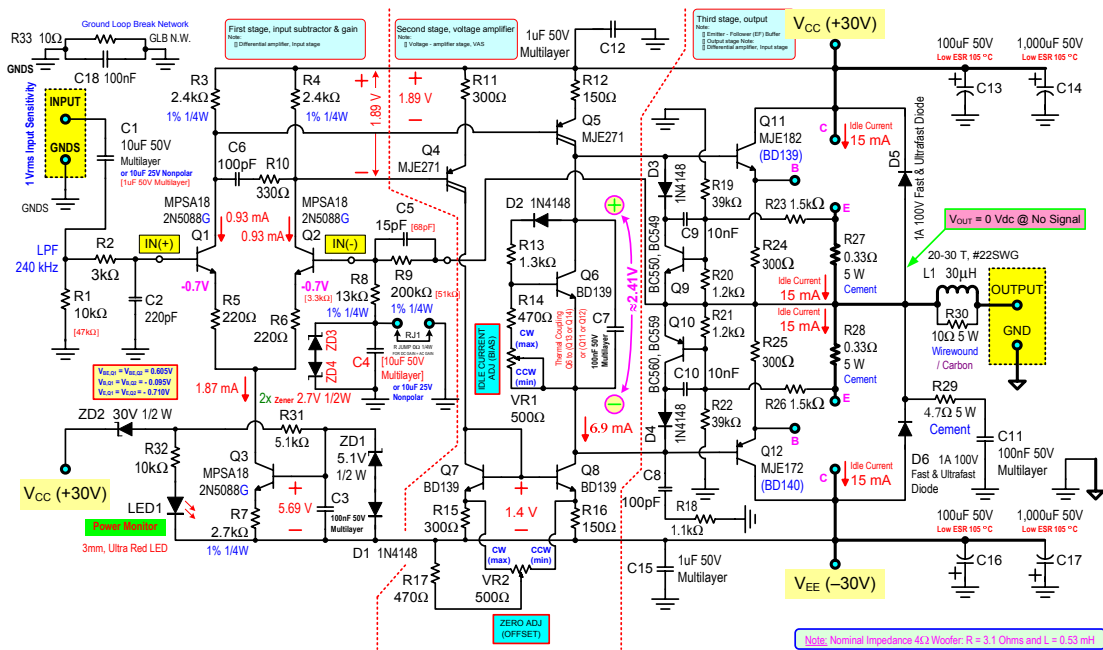 Ground Loop Break Network
GLB N.W.
R33 10Ω
C18 100nF
GNDS
First stage, input subtractor & gain
Note:
▯ Differential amplifier, Input stage
Second stage, voltage amplifier
Note:
▯ Voltage - amplifier stage, VAS
Third stage, output
Note:
▯ Emitter - Follower (EF) Buffer
▯ Output stage Note:
▯ Differential amplifier, Input stage
1uF 50V
Multilayer
C12
VCC (+30V)
100uF 50V
Low ESR 105 °C
C13
1,000uF 50V
Low ESR 105 °C
C14
1 Vrms Input Sensitivity
INPUT
GNDS
GNDS
C1
10uF 50V
Multilayer
or 10uF 25V
Nonpolar
[1uF 50V Multilayer]
R3
2.4kΩ
1% 1/4W
R4
2.4kΩ
1% 1/4W
+
1.89 V
–
+
1.89 V
–
R11
300Ω
R12
150Ω
Q5
MJE271
Q4
MJE271
C6
100pF
R10
330Ω
MPSA18
2N5088G
Q1
0.93 mA
0.93 mA
MPSA18
2N5088G
Q2
C5
15pF
[68pF]
LPF
240 kHz
R2
3kΩ
IN(+)
IN(-)
-0.7V
-0.7V
R1
10kΩ
[47kΩ]
C2
220pF
R5
220Ω
R6
220Ω
[3.3kΩ]
R8
13kΩ
1% 1/4W
R9
200kΩ
[51kΩ]
1% 1/4W
RJ1
R JUMP 0Ω 1/4W
FOR DC GAIN = AC GAIN
ZD3
ZD4
C4
[10uF 50V
Multilayer]
or 10uF 25V
Nonpolar
2x Zener 2.7V 1/2W
VBE,Q1 = VBE,Q2 = 0.605V
VB,Q1 = VB,Q2 = - 0.095V
VE,Q1 = VE,Q2 = - 0.710V
1.87 mA
D2
1N4148
R13
1.3kΩ
R14
470Ω
CW
(max)
CCW
(min)
VR1
500Ω
IDLE CURRENT
ADJ (BIAS)
Q6
BD139
Thermal Coupling
Q6 to (Q13 or Q14)
or (Q11 or Q12)
C7
100nF 50V
Multilayer
+
≈2.41V
–
6.9 mA
D3
1N4148
C9
10nF
BC550, BC549
Q9
R19
39kΩ
R20
1.2kΩ
Q10
BC560, BC559
R21
1.2kΩ
C10
10nF
R22
39kΩ
D4
1N4148
Q11
MJE182
(BD139)
C
Idle Current
15 mA
B
E
R23 1.5kΩ
R24
300Ω
R25
300Ω
R26 1.5kΩ
R27
0.33Ω
5 W
Cement
Idle Current
15 mA
Idle Current
15 mA
R28
0.33Ω
5 W
Cement
E
B
D5
1A 100V Fast & Ultrafast Diode
VOUT = 0 Vdc @ No Signal
20-30 T, #22SWG
L1
30μH
R30
10Ω 5 W
Wirewound
/ Carbon
OUTPUT
GND
R29
4.7Ω 5 W
Cement
C11
100nF 50V
Multilayer
D6
1A 100V
Fast & Ultrafast
Diode
Q12
MJE172
(BD140)
C
Idle Current
15 mA
ZD2
30V 1/2 W
VCC (+30V)
R32
10kΩ
LED1
Power Monitor
3mm, Ultra Red LED
R31
5.1kΩ
ZD1
5.1V
1/2 W
Q3
MPSA18
2N5088G
+
5.69 V
–
C3
100nF 50V
Multilayer
R7
2.7kΩ
1% 1/4W
D1 1N4148
Q7
BD139
Q8
BD139
+
1.4 V
–
R15
300Ω
R16
150Ω
CW
(max)
CCW
(min)
VR2
500Ω
R17
470Ω
ZERO ADJ
(OFFSET)
C8
100pF
R18
1.1kΩ
C15
1uF 50V
Multilayer
VEE (–30V)
100uF 50V
Low ESR 105 °C
C16
1,000uF 50V
Low ESR 105 °C
C17
Note: Nominal Impedance 4Ω Woofer: R = 3.1 Ohms and L = 0.53 mH